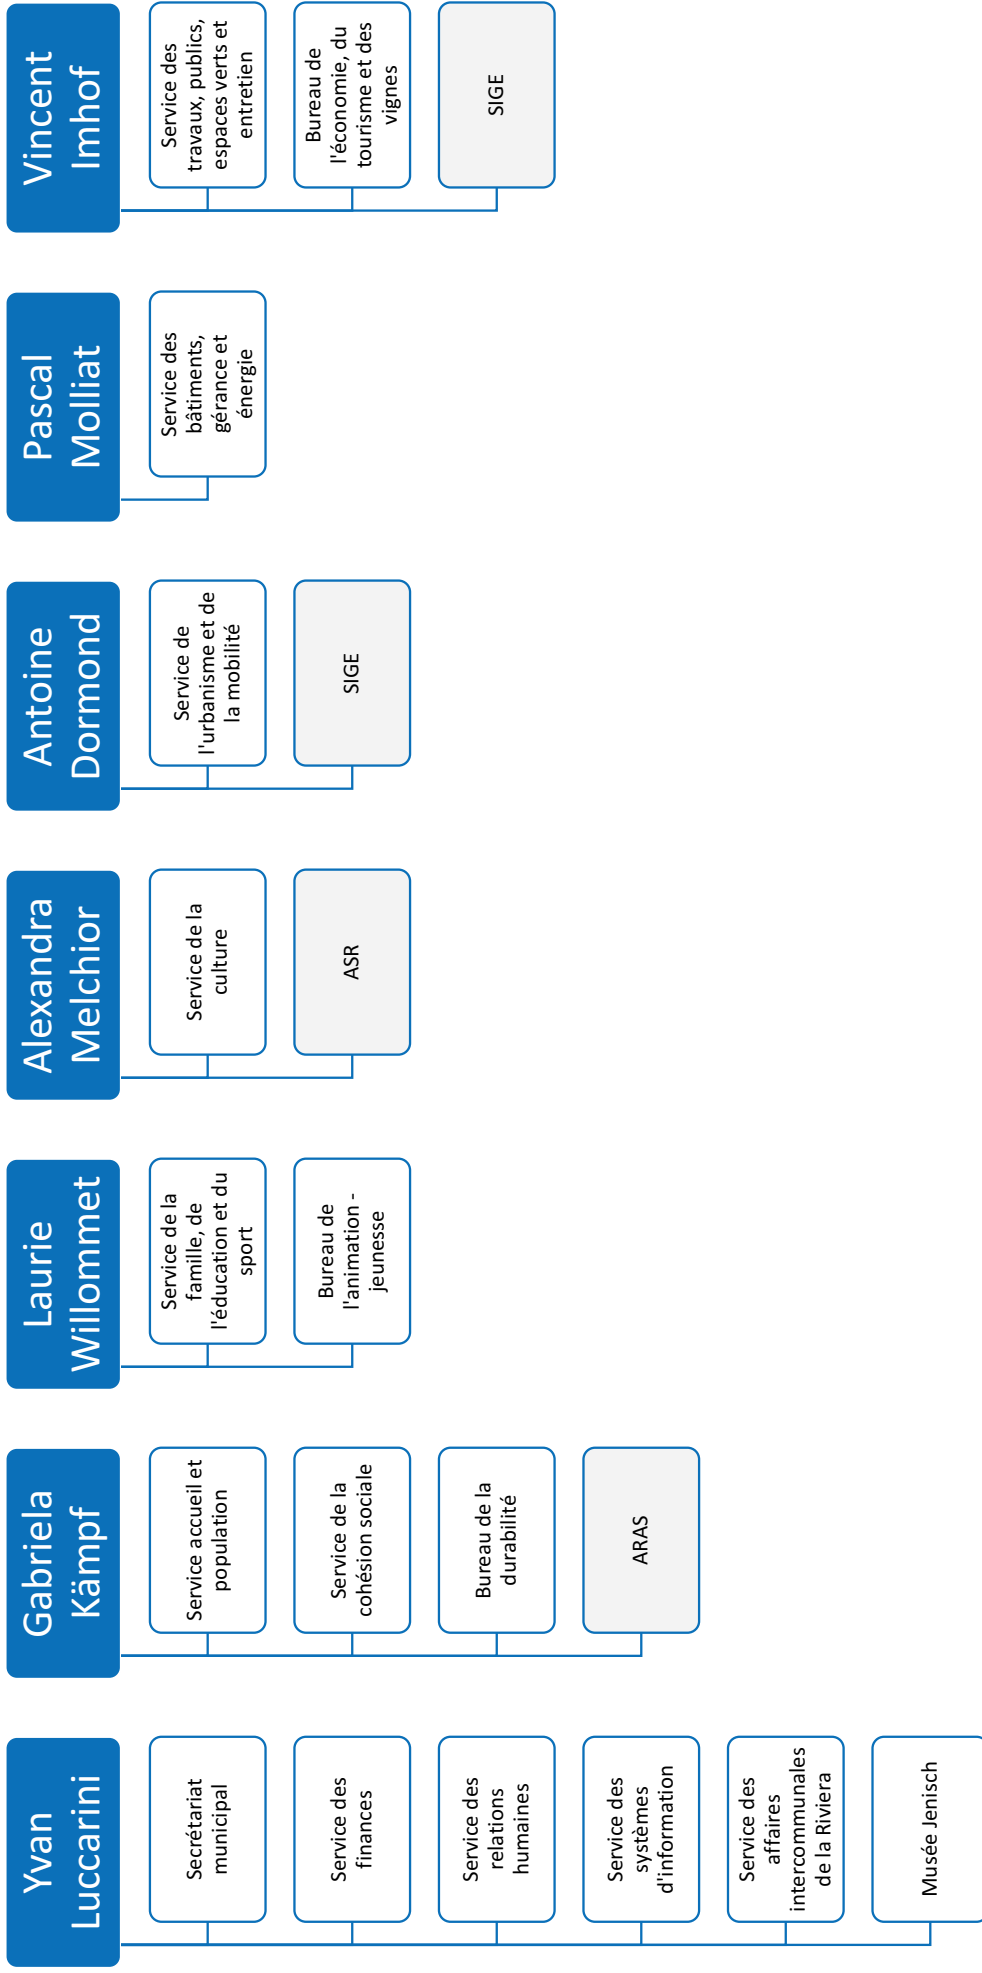 Yvan
Luccarini
Secrétariat
municipal
Service des
finances
Service des
relations
humaines
Service des
systèmes
d'information
Service des
affaires
intercommunales
de la Riviera
Musée Jenisch
Gabriela
Kämpf
Service accueil et
population
Service de la
cohésion sociale
Bureau de la
durabilité
ARAS
Laurie
Willommet
Service de la
famille, de
l'éducation et du
sport
Bureau de
l'animation -
jeunesse
Alexandra
Melchior
Service de la
culture
ASR
Antoine
Dormond
Service de
l'urbanisme et de
la mobilité
SIGE
Pascal
Molliat
Service des
bâtiments,
gérance et
énergie
Vincent
Imhof
Service des
travaux, publics,
espaces verts et
entretien
Bureau de
l'économie, du
tourisme et des
vignes
SIGE